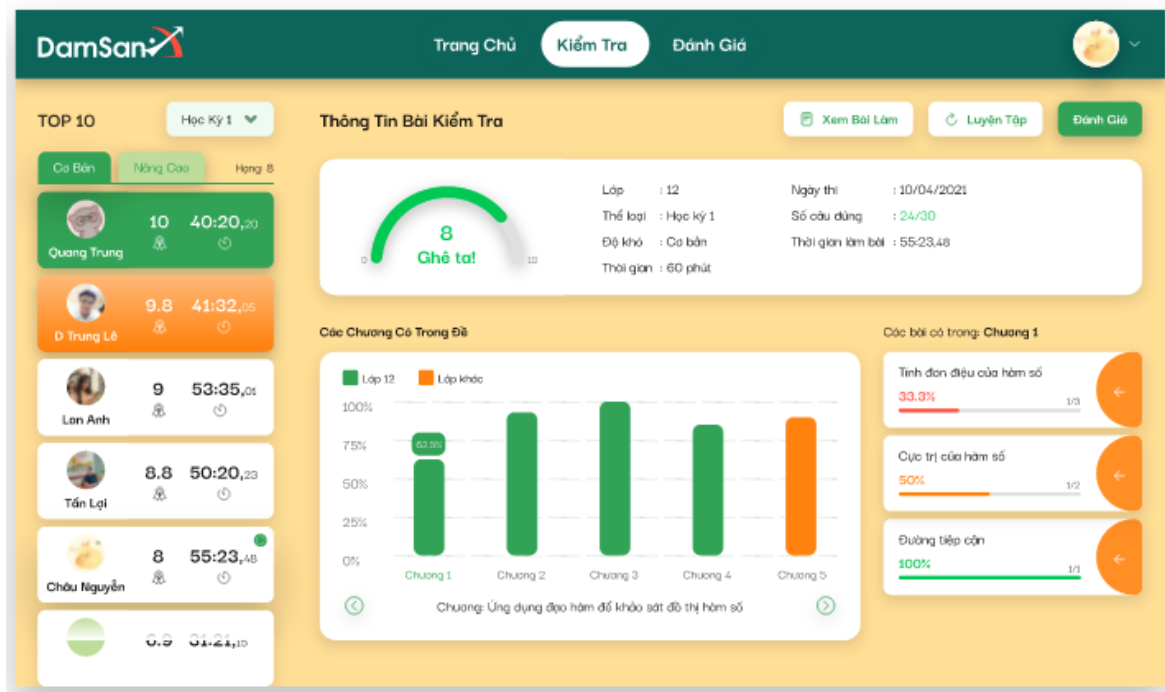 DamSan
Trang Chủ
Kiểm Tra
Đánh Giá
TOP 10
Học Kỳ 1
Cơ Bản
Nâng Cao
Hạng: 8
Quang Trung
10
40:20,20
D Trung Lê
9.8
41:32,05
Lan Anh
9
53:35,01
Tấn Lợi
8.8
50:20,23
Châu Nguyễn
8
55:23,48
6.9
31:21,15
Thông Tin Bài Kiểm Tra
Xem Bài Làm
Luyện Tập
Đánh Giá
0
8
Ghê ta!
10
Lớp : 12
Thể loại : Học kỳ 1
Độ khó : Cơ bản
Thời gian : 60 phút
Ngày thi : 10/04/2021
Số câu đúng : 24/30
Thời gian làm bài : 55:23,48
Các Chương Có Trong Đề
Lớp 12
Lớp khác
100%
75%
50%
25%
0%
62.5%
Chương 1
Chương 2
Chương 3
Chương 4
Chương 5
Chương: Ứng dụng đạo hàm để khảo sát đồ thị hàm số
Các bài có trong: Chương 1
Tính đơn điệu của hàm số
33.3%
1/3
Cực trị của hàm số
50%
1/2
Đường tiệp cận
100%
1/1